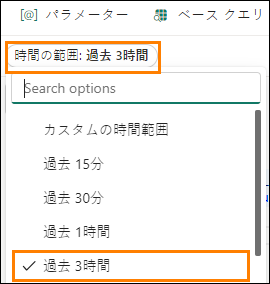 [@] パラメーター ベース クエリ
時間の範囲: 過去 3時間
Search options
カスタムの時間範囲
過去 15分
過去 30分
過去 1時間
過去 3時間